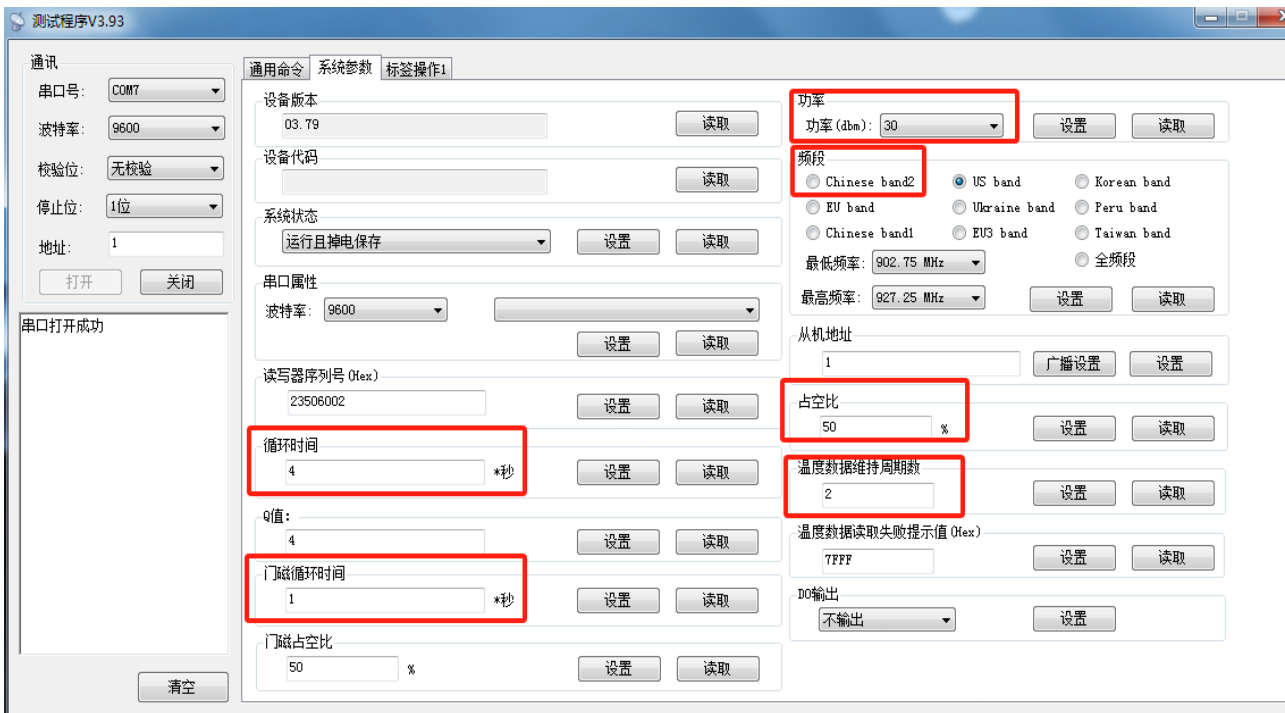 测试程序V3.93
通讯
串口号: COM7
波特率: 9600
校验位: 无校验
停止位: 1位
地址: 1
打开 关闭
串口打开成功
清空
通用命令 系统参数 标签操作1
设备版本
03.79 读取
设备代码
读取
系统状态
运行且掉电保存 设置 读取
串口属性
波特率: 9600
设置 读取
读写器序列号(Hex)
23506002 设置 读取
循环时间
4 *秒 设置 读取
Q值:
4 设置 读取
门磁循环时间
1 *秒 设置 读取
门磁占空比
50 % 设置 读取
功率
功率(dbm): 30 设置 读取
频段
Chinese band2 US band Korean band
EU band Ukraine band Peru band
Chinese band1 EU3 band Taiwan band
最低频率: 902.75 MHz 全频段
最高频率: 927.25 MHz 设置 读取
从机地址
1 广播设置 设置
占空比
50 % 设置 读取
温度数据维持周期数
2 设置 读取
温度数据读取失败提示值(Hex)
7FFF 设置 读取
DO输出
不输出 设置